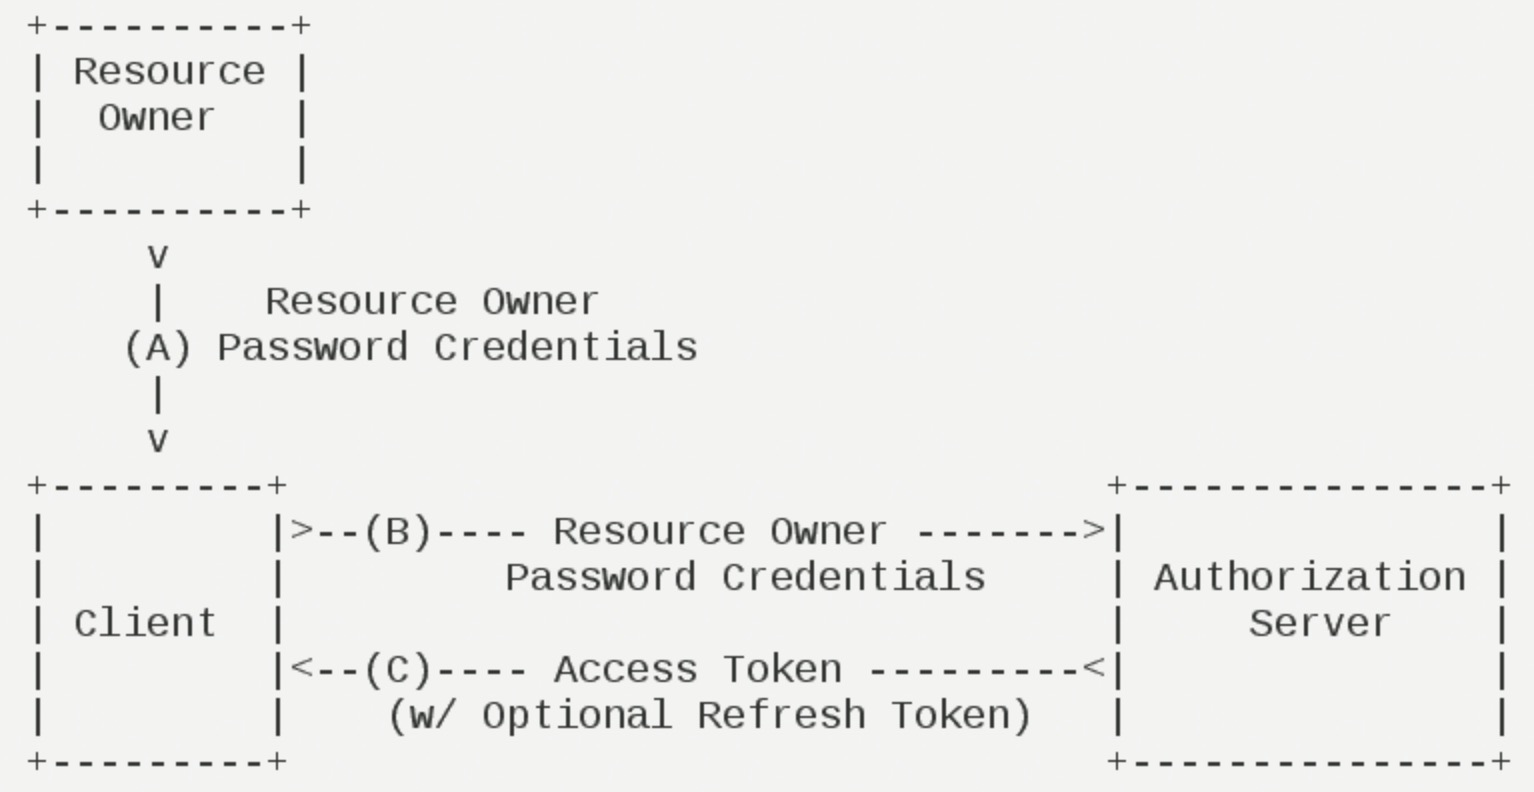 +----------+
| Resource |
|  Owner   |
|          |
+----------+
     v
     |    Resource Owner
    (A) Password Credentials
     |
     v
+---------+                                  +---------------+
|         |>--(B)---- Resource Owner ------->|               |
|         |         Password Credentials     | Authorization |
| Client  |                                  |     Server    |
|         |<--(C)---- Access Token ---------<|               |
|         |    (w/ Optional Refresh Token)   |               |
+---------+                                  +---------------+